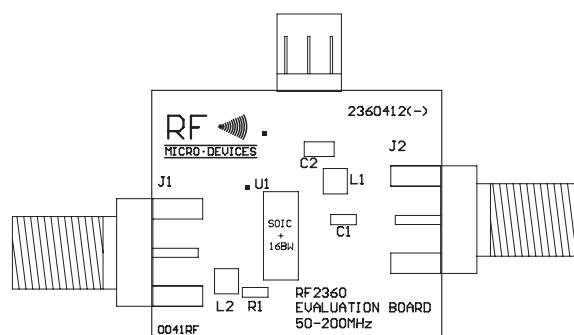 2360412(-)
RF
MICRO·DEVICES
C2
J2
J1
U1
L1
SOIC
+
16BW
C1
L2
R1
RF2360
EVALUATION BOARD
50-200MHz
0041RF